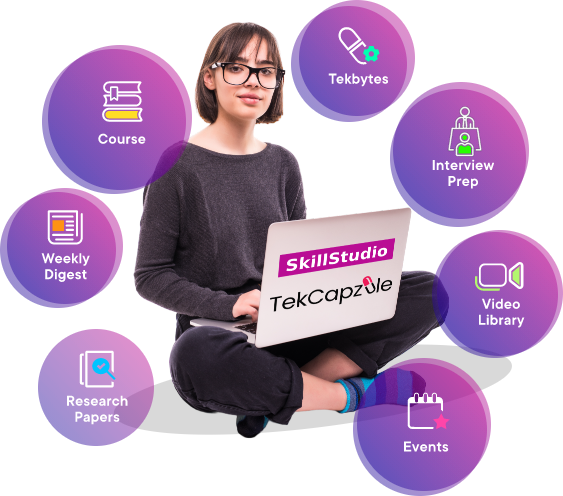 Tekbytes
Course
Interview
Prep
Weekly
Digest
SkillStudio
TekCapzule
Video
Library
Research
Papers
Events